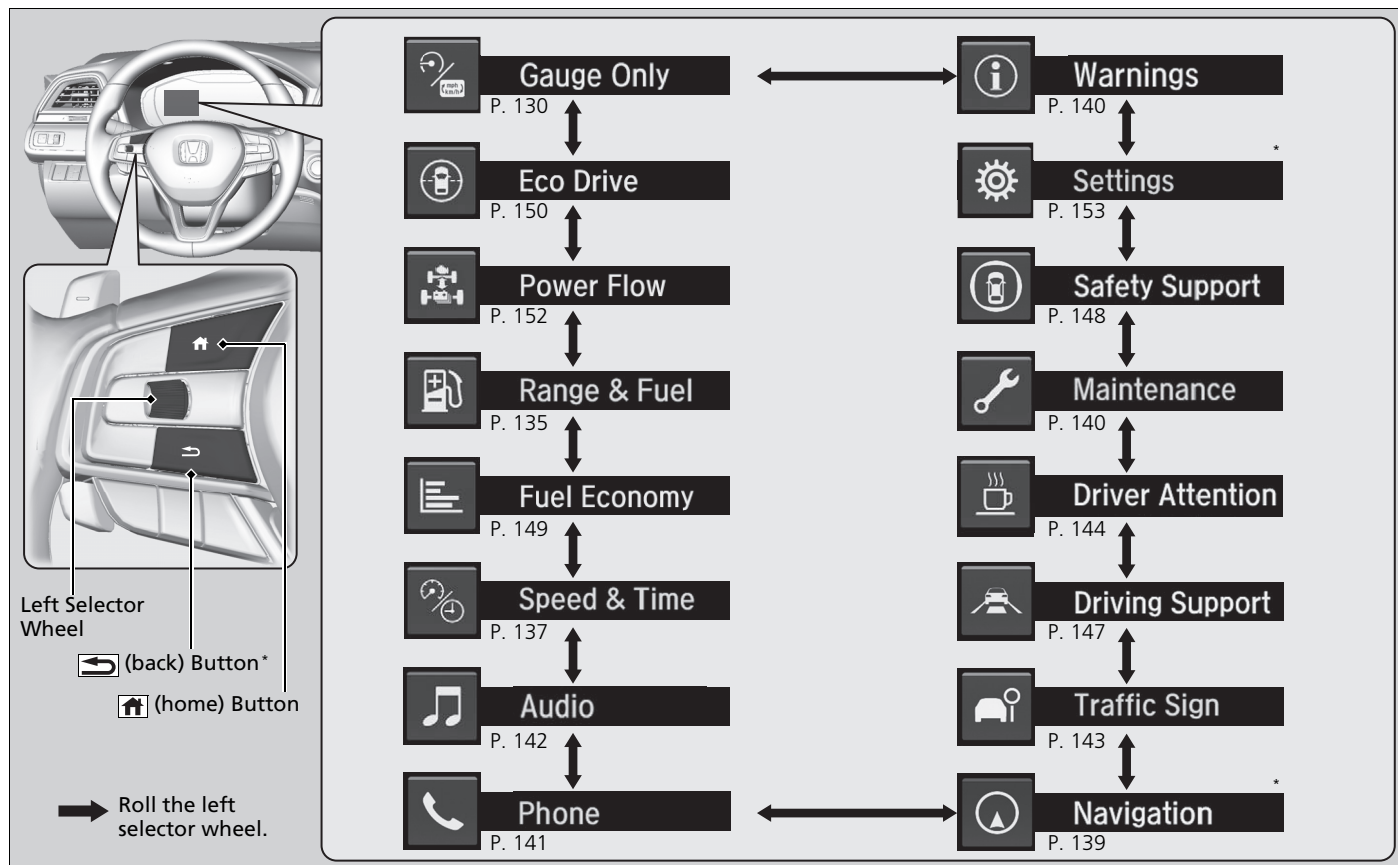 Gauge Only
P. 130
Eco Drive
P. 150
Power Flow
P. 152
Range & Fuel
P. 135
Fuel Economy
P. 149
Speed & Time
P. 137
Audio
P. 142
Phone
P. 141
Warnings
P. 140
*
Settings
P. 153
Safety Support
P. 148
Maintenance
P. 140
Driver Attention
P. 144
Driving Support
P. 147
Traffic Sign
P. 143
*
Navigation
P. 139
Left Selector
Wheel
(back) Button*
(home) Button
Roll the left
selector wheel.